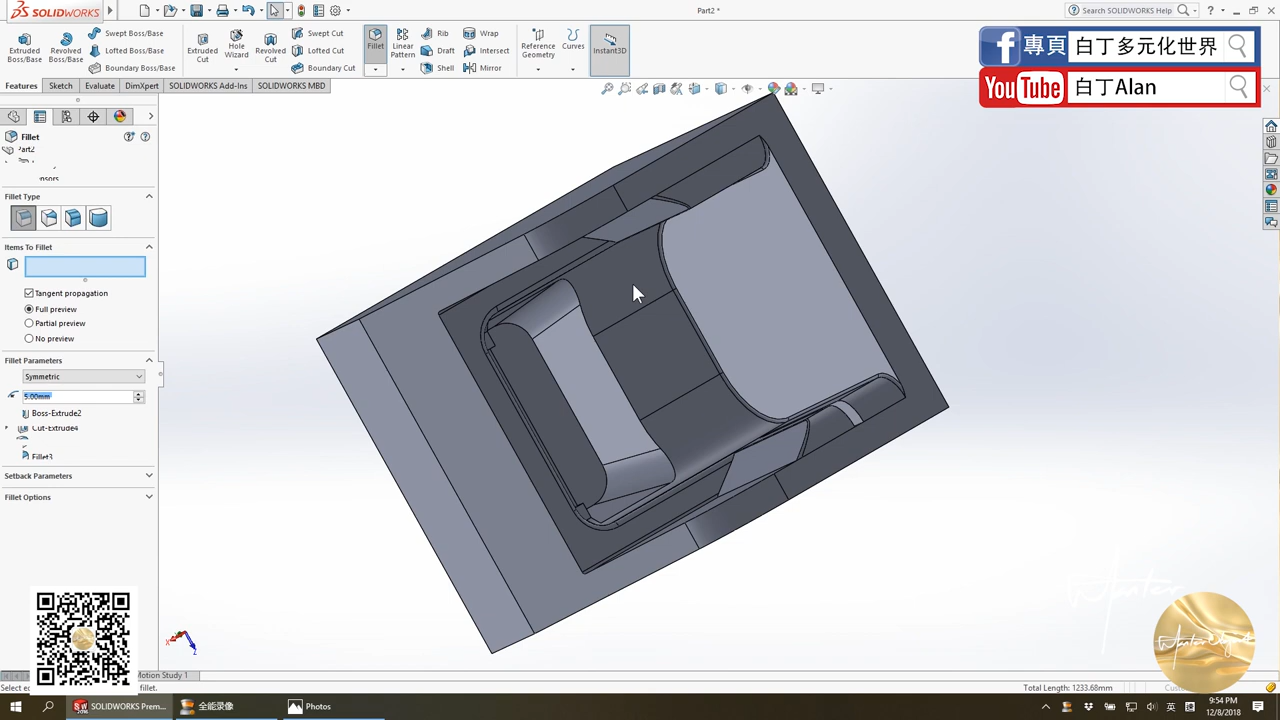 SOLIDWORKS
Part2 *
Search SOLIDWORKS Help
Extruded Boss/Base
Revolved Boss/Base
Swept Boss/Base
Lofted Boss/Base
Boundary Boss/Base
Extruded Cut
Hole Wizard
Revolved Cut
Swept Cut
Lofted Cut
Boundary Cut
Fillet
Linear Pattern
Rib
Draft
Shell
Wrap
Intersect
Mirror
Reference Geometry
Curves
Instant3D
專頁 白丁多元化世界
YouTube 白丁Alan
Features
Sketch
Evaluate
DimXpert
SOLIDWORKS Add-Ins
SOLIDWORKS MBD
Fillet
Part2
Fillet Type
Items To Fillet
Tangent propagation
Full preview
Partial preview
No preview
Fillet Parameters
Symmetric
5.00mm
Boss-Extrude2
Cut-Extrude4
Fillet3
Setback Parameters
Fillet Options
X
Z
Motion Study 1
fillet.
Total Length: 1233.68mm
SOLIDWORKS Prem...
全能录像
Photos
ENG
9:54 PM
12/8/2018